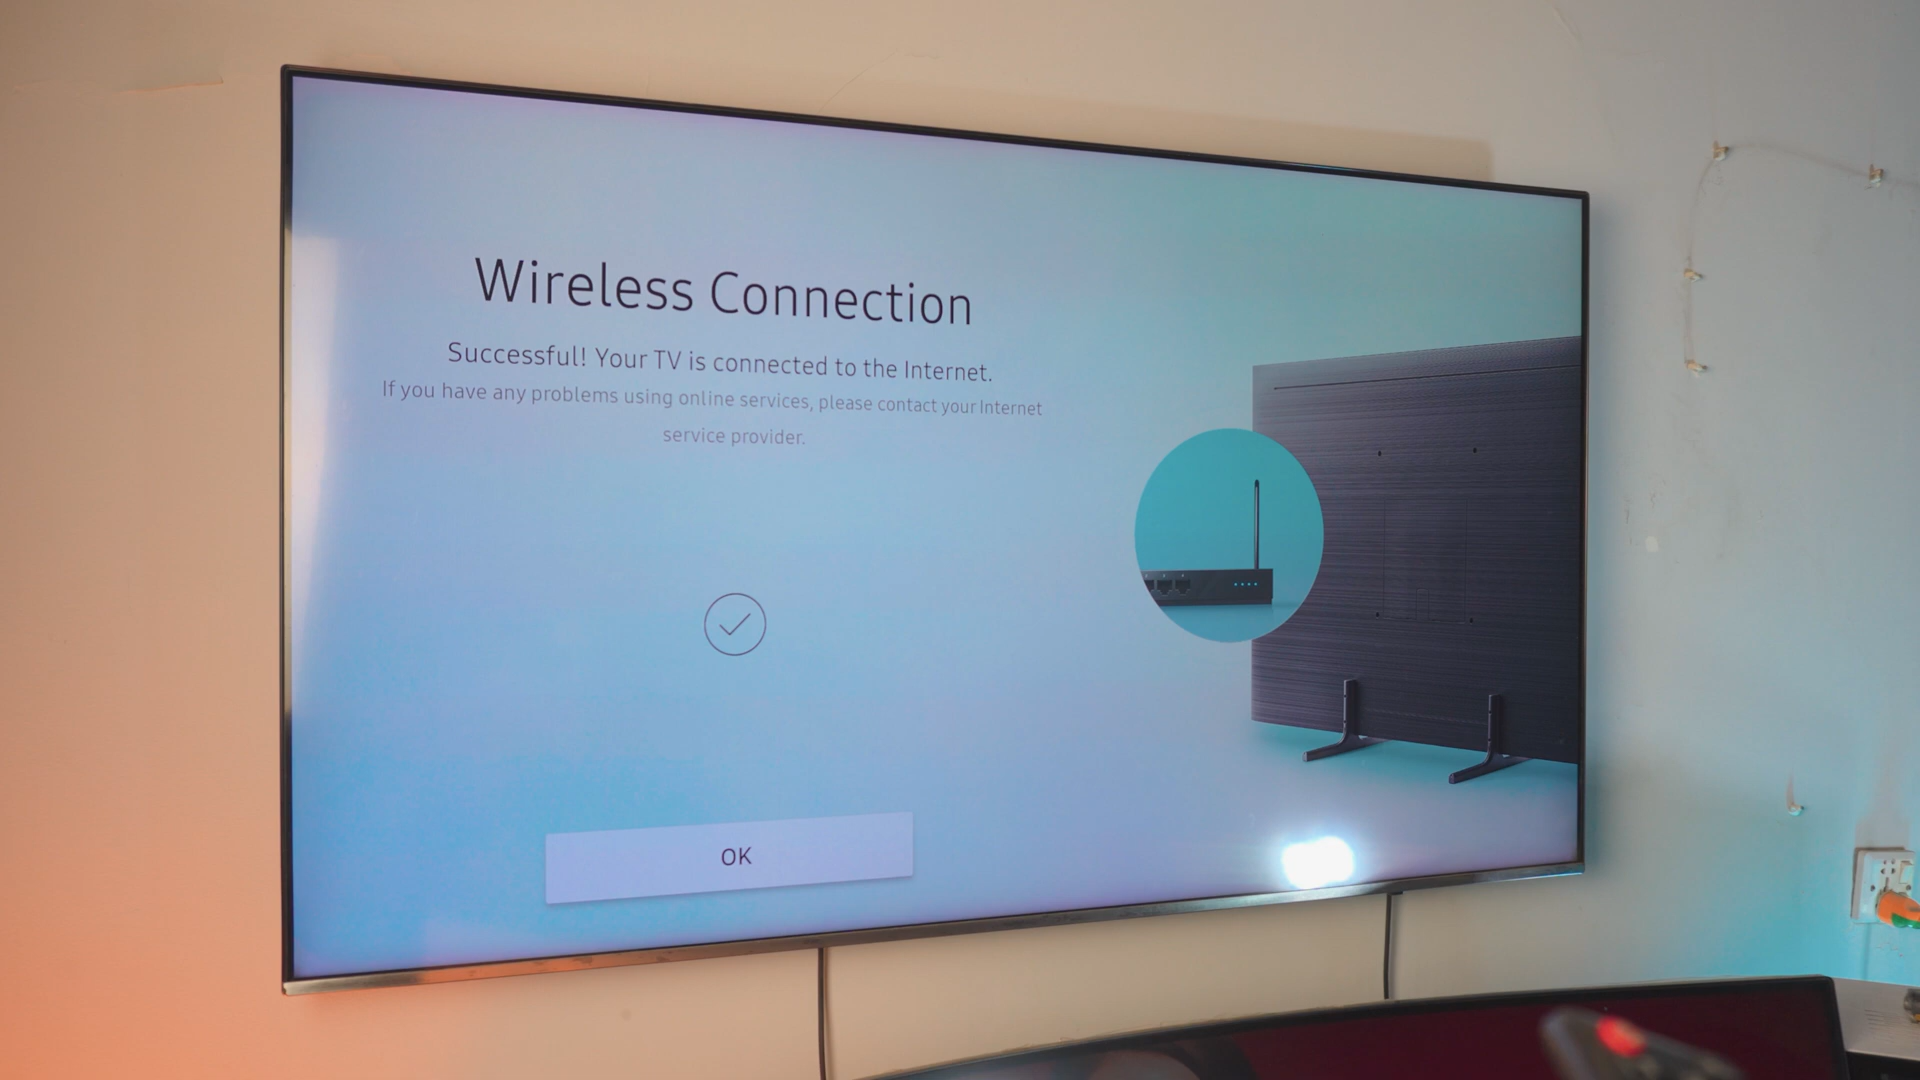 Wireless Connection
Successful! Your TV is connected to the Internet.
If you have any problems using online services, please contact your Internet
service provider.
OK